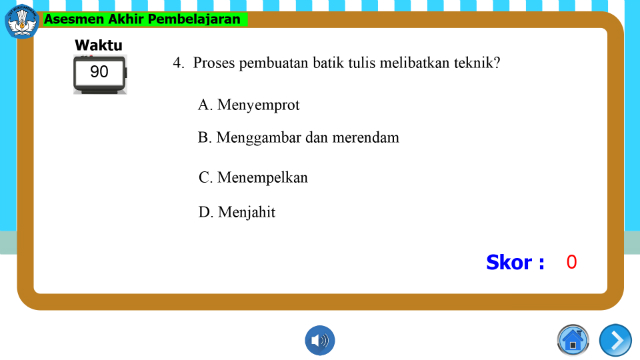 Asesmen Akhir Pembelajaran
Waktu
90
4. Proses pembuatan batik tulis melibatkan teknik?
A. Menyemprot
B. Menggambar dan merendam
C. Menempelkan
D. Menjahit
Skor : 0